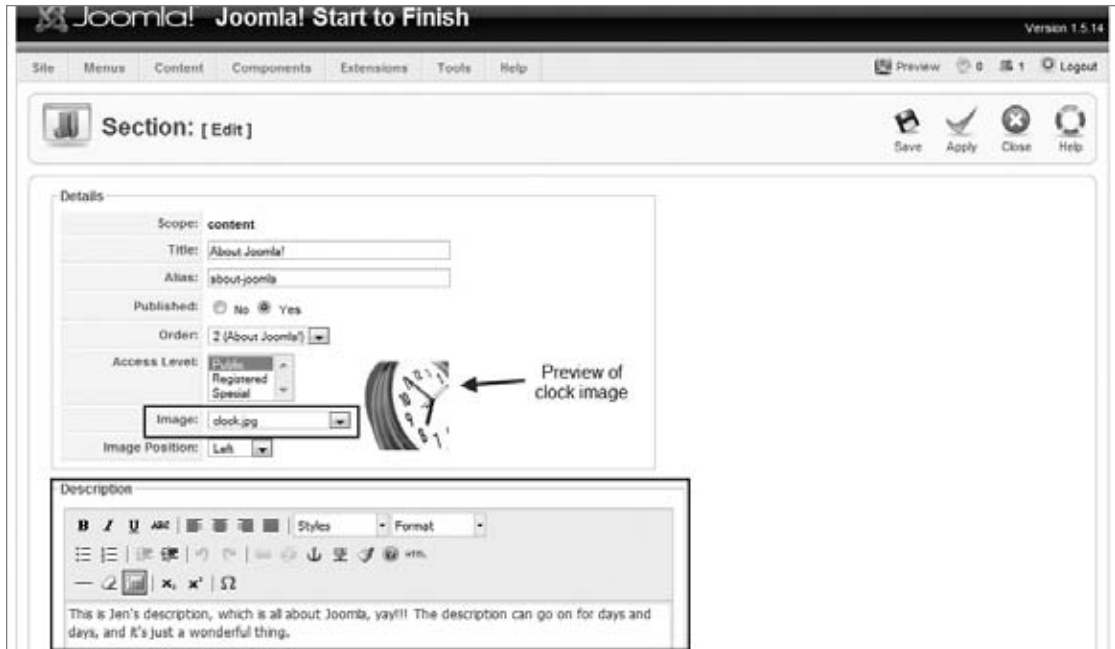 Joomla! Joomla! Start to Finish
Version 1.5.14
Site Menus Content Components Extensions Tools Help
Preview 0 1 Logout
Section: [ Edit ]
Save Apply Close Help
Details
Scope: content
Title: About Joomla!
Alias: about-joomla
Published: No Yes
Order: 2 (About Joomla!)
Access Level: Public
Registered
Special
Preview of
clock image
Image: clock.jpg
Image Position: Left
Description
B I U ABC Styles Format
HTML
Ω
This is Jen's description, which is all about Joomla, yay!!! The description can go on for days and
days, and it's just a wonderful thing.